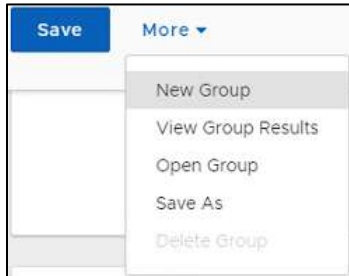 Save More
New Group
View Group Results
Open Group
Save As
Delete Group